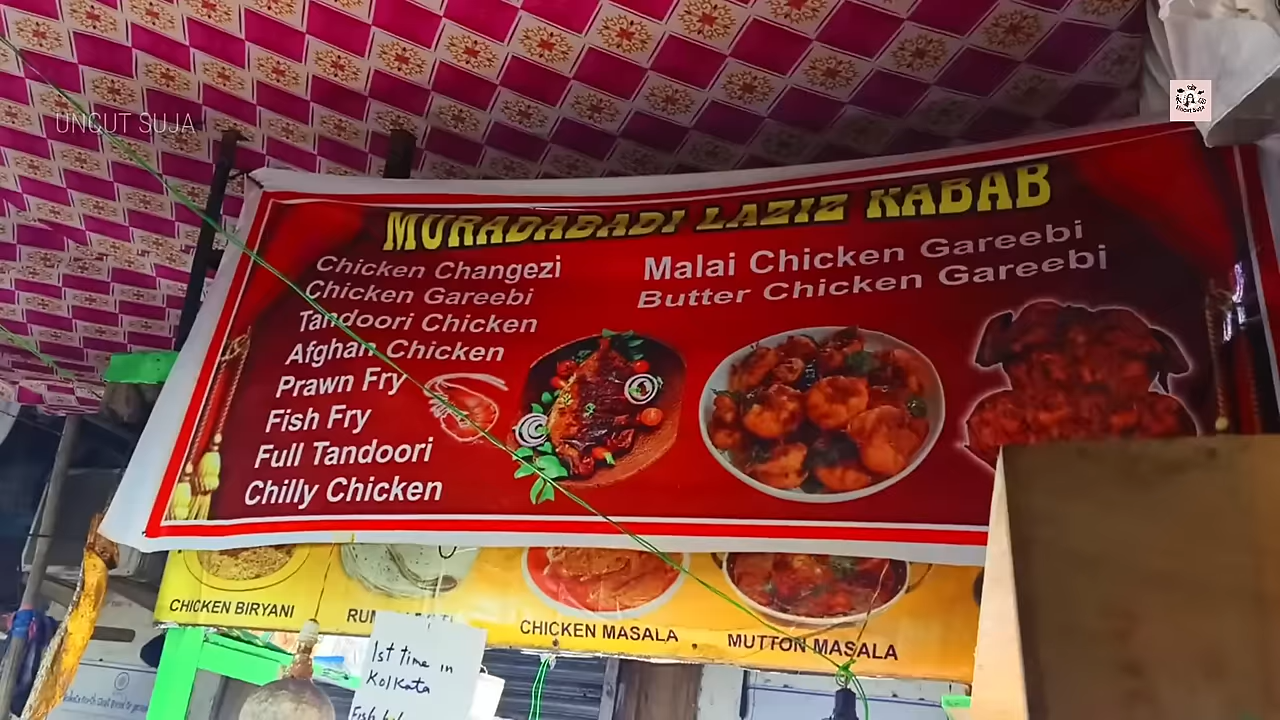 UNCUT SUJA
MURADABADI LAZIZ KABAB
Chicken Changezi
Chicken Gareebi
Tandoori Chicken
Afghan Chicken
Prawn Fry
Fish Fry
Full Tandoori
Chilly Chicken
Malai Chicken Gareebi
Butter Chicken Gareebi
CHICKEN BIRYANI
CHICKEN MASALA
MUTTON MASALA
1st time in
Kolkata
Fish